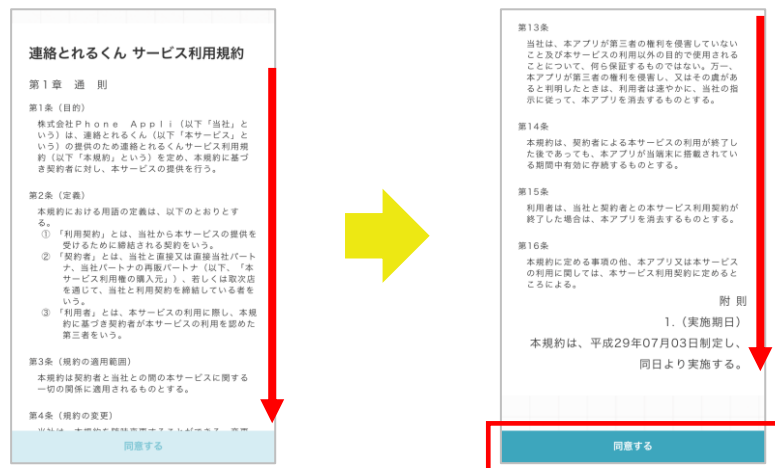 連絡とれるくん サービス利用規約
第1章 通 則
第1条（目的）
株式会社Ｐｈｏｎｅ Ａｐｐｌｉ（以下「当社」と
いう）は、連絡とれるくん（以下「本サービス」と
いう）の提供のため連絡とれるくんサービス利用規
約（以下「本規約」という）を定め、本規約に基づ
き契約者に対し、本サービスの提供を行う。
第2条（定義）
本規約における用語の定義は、以下のとおりとす
る。
① 「利用契約」とは、当社から本サービスの提供を
受けるために締結される契約をいう。
② 「契約者」とは、当社と直接又は直接当社パート
ナ、当社パートナの再販パートナ（以下、「本
サービス利用権の購入元」）、若しくは取次店
を通じて、当社と利用契約を締結している者を
いう。
③ 「利用者」とは、本サービスの利用に際し、本規
約に基づき契約者が本サービスの利用を認めた
第三者をいう。
第3条（規約の適用範囲）
本規約は契約者と当社との間の本サービスに関する
一切の関係に適用されるものとする。
第4条（規約の変更）
同意する
第13条
当社は、本アプリが第三者の権利を侵害していない
こと及び本サービスの利用以外の目的で使用される
ことについて、何ら保証するものではない。万一、
本アプリが第三者の権利を侵害し、又はその虞があ
ると判明したときは、利用者は速やかに、当社の指
示に従って、本アプリを消去するものとする。
第14条
本規約は、契約者による本サービスの利用が終了し
た後であっても、本アプリが当端末に搭載されてい
る期間中有効に存続するものとする。
第15条
利用者は、当社と契約者との本サービス利用契約が
終了した場合は、本アプリを消去するものとする。
第16条
本規約に定める事項の他、本アプリ又は本サービス
の利用に関しては、本サービス利用契約に定めると
ころによる。
附 則
1.（実施期日）
本規約は、平成29年07月03日制定し、
同日より実施する。
同意する